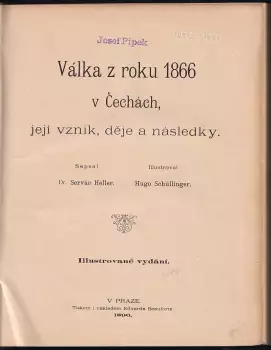 Josef Pipek
Válka z roku 1866
v Čechách,
její vznik, děje a následky.
Sepsal
Illustroval
Dr. Servác Heller.
Hugo Schüllinger.
Illustrované vydání.
V PRAZE.
Tiskem i nákladem Edvarda Beauforta
1896.